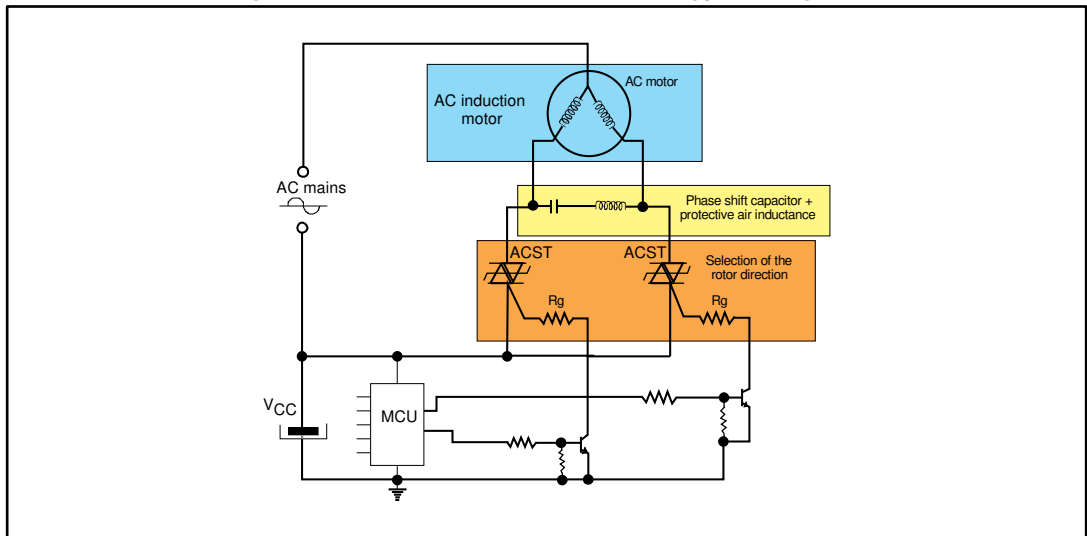 AC motor
AC induction
motor
AC mains
Phase shift capacitor +
protective air inductance
ACST
ACST
Selection of the
rotor direction
Rg
Rg
VCC
MCU